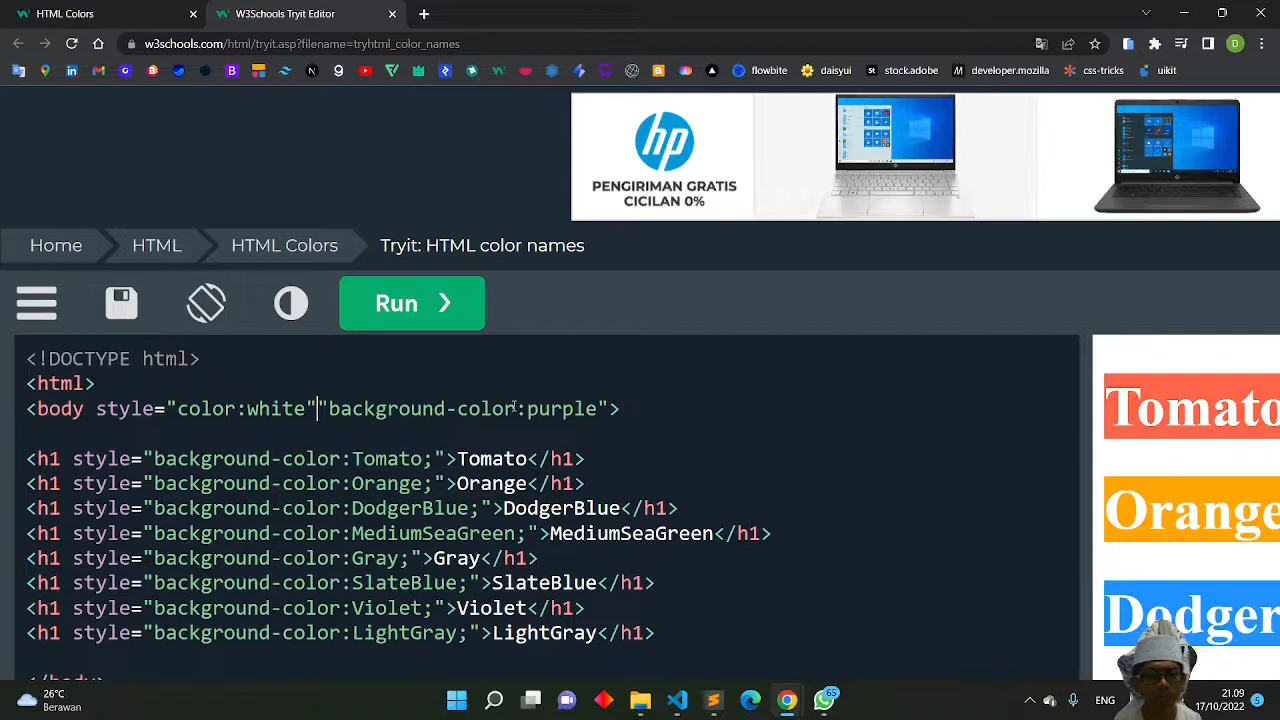 HTML Colors
W3Schools Tryit Editor
w3schools.com/html/tryit.asp?filename=tryhtml_color_names
D
flowbite daisyui stock.adobe developer.mozilla css-tricks uikit
hp
PENGIRIMAN GRATIS
CICILAN 0%
Home HTML HTML Colors Tryit: HTML color names
Run ❯
<!DOCTYPE html>
<html>
<body style="color:white""background-color:purple">
<h1 style="background-color:Tomato;">Tomato</h1>
<h1 style="background-color:Orange;">Orange</h1>
<h1 style="background-color:DodgerBlue;">DodgerBlue</h1>
<h1 style="background-color:MediumSeaGreen;">MediumSeaGreen</h1>
<h1 style="background-color:Gray;">Gray</h1>
<h1 style="background-color:SlateBlue;">SlateBlue</h1>
<h1 style="background-color:Violet;">Violet</h1>
<h1 style="background-color:LightGray;">LightGray</h1>
</body>
Tomato
Orange
Dodger
26°C
Berawan
65
ENG
21.09
17/10/2022
5